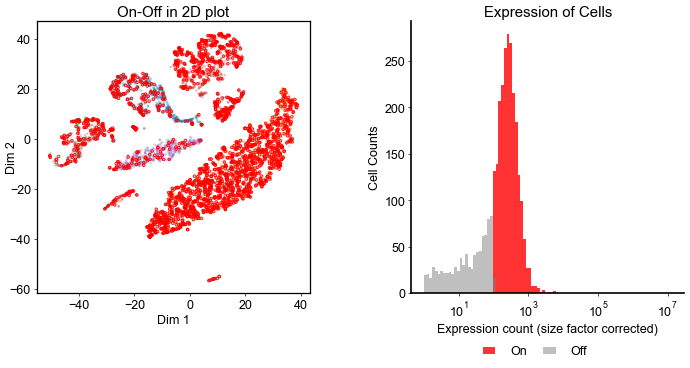 On-Off in 2D plot
40
20
0
−20
−40
−60
Dim 2
−40
−20
0
20
40
Dim 1
Expression of Cells
250
200
150
100
50
0
Cell Counts
10^1
10^3
10^5
10^7
Expression count (size factor corrected)
On
Off